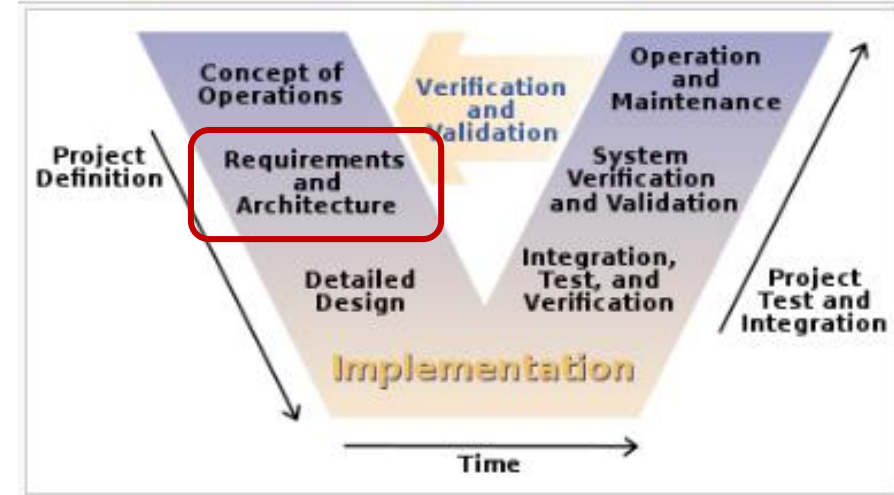 Concept of
Operations
Verification
and
Validation
Operation
and
Maintenance
Project
Definition
Requirements
and
Architecture
System
Verification
and Validation
Detailed
Design
Integration,
Test, and
Verification
Project
Test and
Integration
Implementation
Time